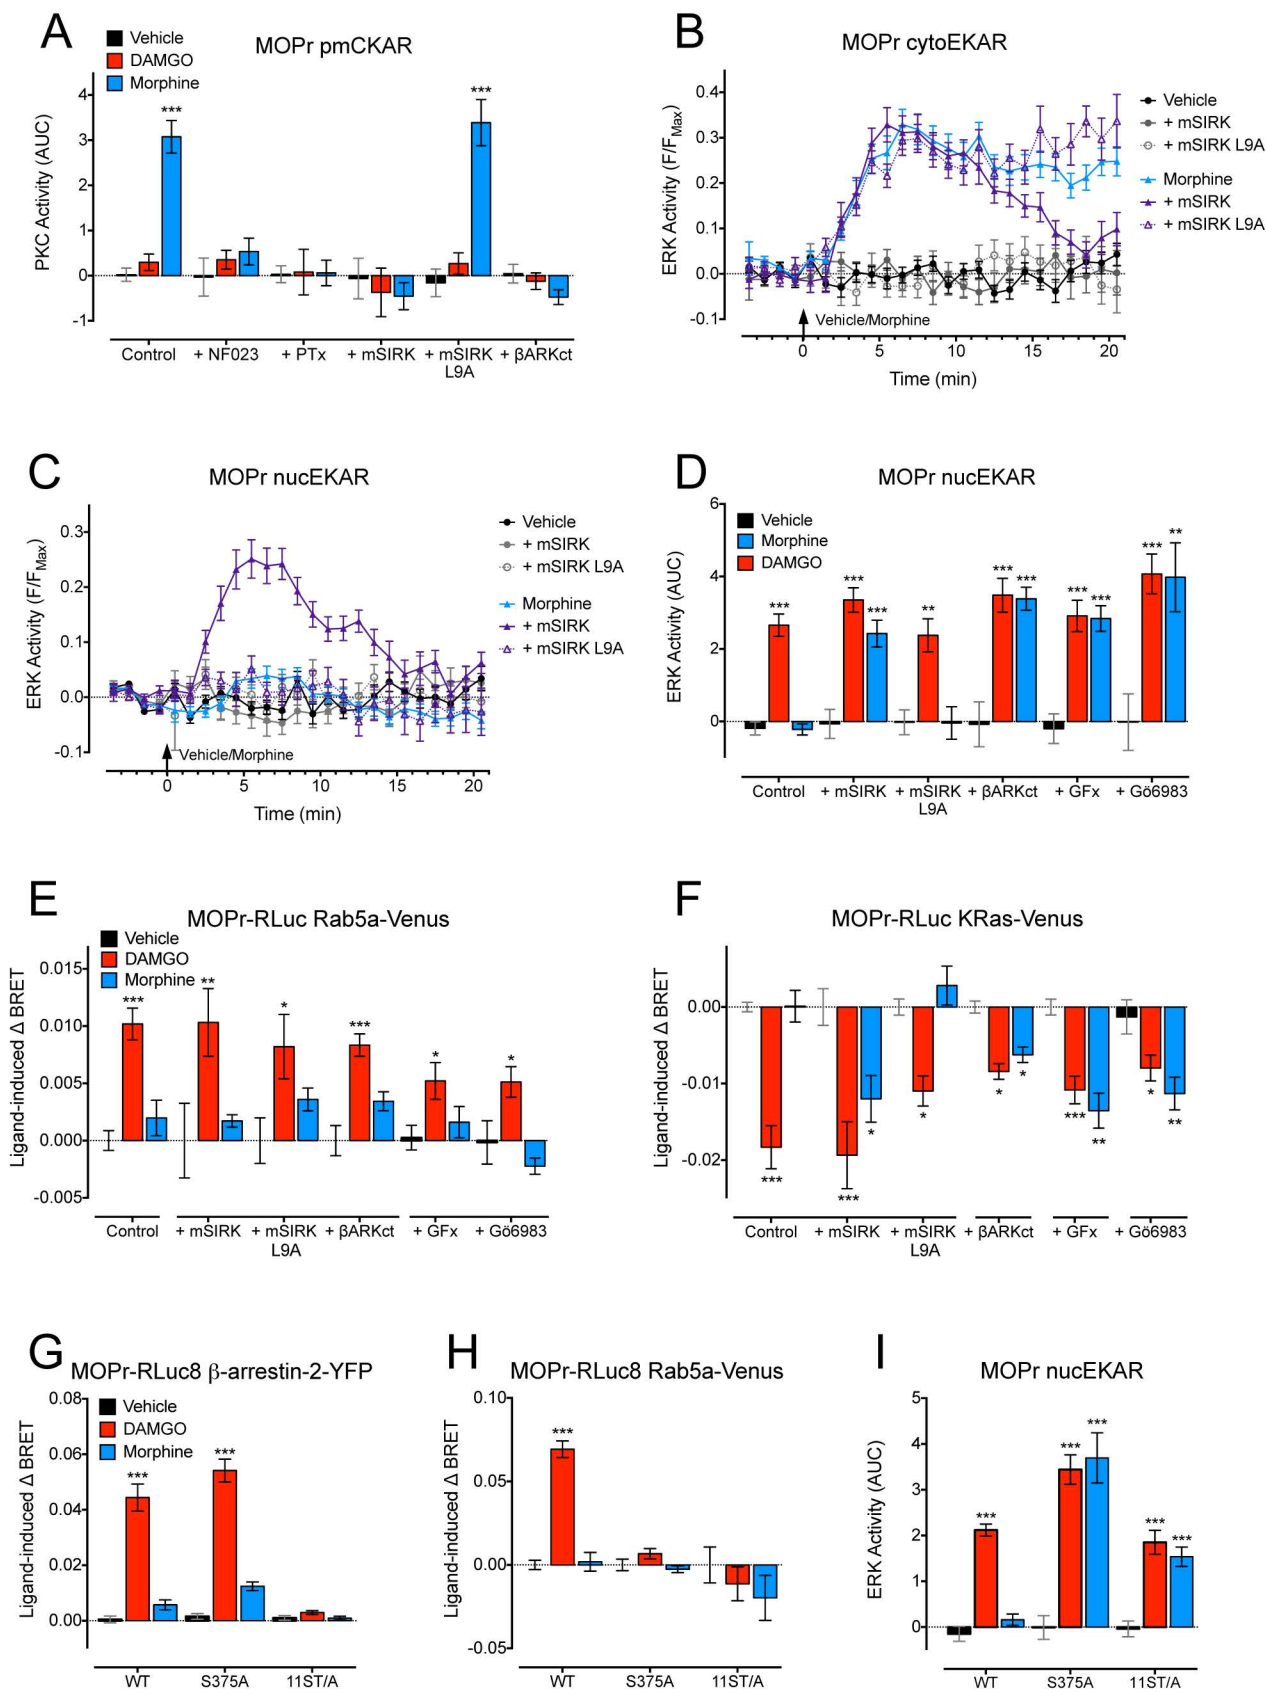 A
Vehicle
DAMGO
Morphine
MOPr pmCKAR
PKC Activity (AUC)
4
3
2
1
0
-1
***
***
Control
+ NF023
+ PTx
+ mSIRK
+ mSIRK
L9A
+ βARKct
B
MOPr cytoEKAR
ERK Activity (F/FMax)
0.4
0.3
0.2
0.1
0.0
-0.1
Vehicle/Morphine
0
5
10
15
20
Time (min)
Vehicle
+ mSIRK
+ mSIRK L9A
Morphine
+ mSIRK
+ mSIRK L9A
C
MOPr nucEKAR
ERK Activity (F/FMax)
0.3
0.2
0.1
0.0
-0.1
Vehicle/Morphine
0
5
10
15
20
Time (min)
Vehicle
+ mSIRK
+ mSIRK L9A
Morphine
+ mSIRK
+ mSIRK L9A
D
MOPr nucEKAR
Vehicle
Morphine
DAMGO
ERK Activity (AUC)
6
4
2
0
***
***
***
**
***
***
***
***
***
**
Control
+ mSIRK
+ mSIRK
L9A
+ βARKct
+ GFx
+ Gö6983
E
MOPr-RLuc Rab5a-Venus
Vehicle
DAMGO
Morphine
Ligand-induced Δ BRET
0.015
0.010
0.005
0.000
-0.005
***
**
*
***
*
*
Control
+ mSIRK
+ mSIRK
L9A
+ βARKct
+ GFx
+ Gö6983
F
MOPr-RLuc KRas-Venus
Ligand-induced Δ BRET
0.00
-0.01
-0.02
***
***
*
*
*
*
***
**
*
**
Control
+ mSIRK
+ mSIRK
L9A
+ βARKct
+ GFx
+ Gö6983
G
MOPr-RLuc8 β-arrestin-2-YFP
Vehicle
DAMGO
Morphine
Ligand-induced Δ BRET
0.08
0.06
0.04
0.02
0.00
***
***
WT
S375A
11ST/A
H
MOPr-RLuc8 Rab5a-Venus
Ligand-induced Δ BRET
0.10
0.05
0.00
-0.05
***
WT
S375A
11ST/A
I
MOPr nucEKAR
ERK Activity (AUC)
5
4
3
2
1
0
***
***
***
***
***
WT
S375A
11ST/A